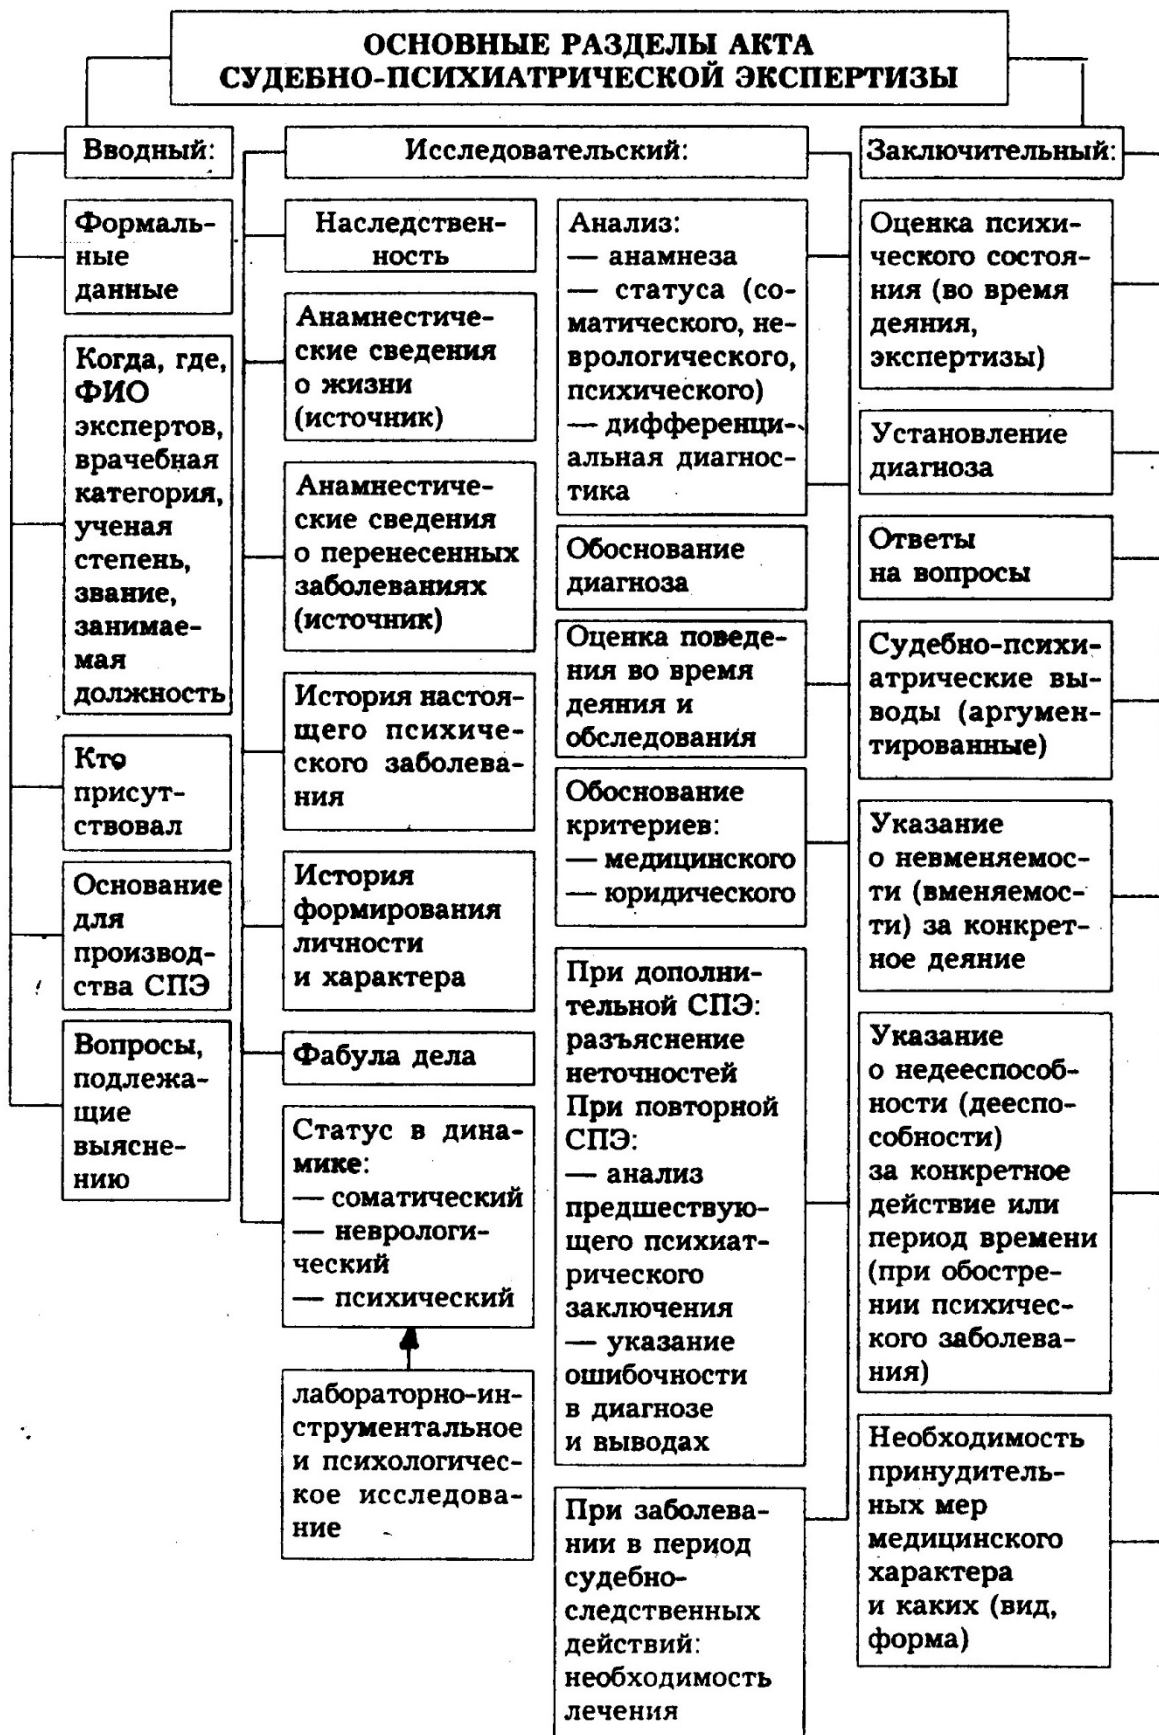 ОСНОВНЫЕ РАЗДЕЛЫ АКТА
СУДЕБНО-ПСИХИАТРИЧЕСКОЙ ЭКСПЕРТИЗЫ
Вводный:
Формаль-
ные
данные
Когда, где,
ФИО
экспертов,
врачебная
категория,
ученая
степень,
звание,
занимае-
мая
должность
Кто
присут-
ствовал
Основание
для
производ-
ства СПЭ
Вопросы,
подлежа-
щие
выясне-
нию
Исследовательский:
Наследствен-
ность
Анамнестиче-
ские сведения
о жизни
(источник)
Анамнестиче-
ские сведения
о перенесенных
заболеваниях
(источник)
История настоя-
щего психиче-
ского заболева-
ния
История
формирования
личности
и характера
Фабула дела
Статус в дина-
мике:
— соматический
— неврологи-
ческий
— психический
лабораторно-ин-
струментальное
и психологичес-
кое исследова-
ние
Анализ:
— анамнеза
— статуса (со-
матического, не-
врологического,
психического)
— дифференци-
альная диагнос-
тика
Обоснование
диагноза
Оценка поведе-
ния во время
деяния и
обследования
Обоснование
критериев:
— медицинского
— юридического
При дополни-
тельной СПЭ:
разъяснение
неточностей
При повторной
СПЭ:
— анализ
предшествую-
щего психиат-
рического
заключения
— указание
ошибочности
в диагнозе
и выводах
При заболева-
нии в период
судебно-
следственных
действий:
необходимость
лечения
Заключительный:
Оценка психи-
ческого состоя-
ния (во время
деяния,
экспертизы)
Установление
диагноза
Ответы
на вопросы
Судебно-психи-
атрические вы-
воды (аргумен-
тированные)
Указание
о невменяемос-
ти (вменяемос-
ти) за конкрет-
ное деяние
Указание
о недееспособ-
ности (дееспо-
собности)
за конкретное
действие или
период времени
(при обостре-
нии психичес-
кого заболева-
ния)
Необходимость
принудитель-
ных мер
медицинского
характера
и каких (вид,
форма)